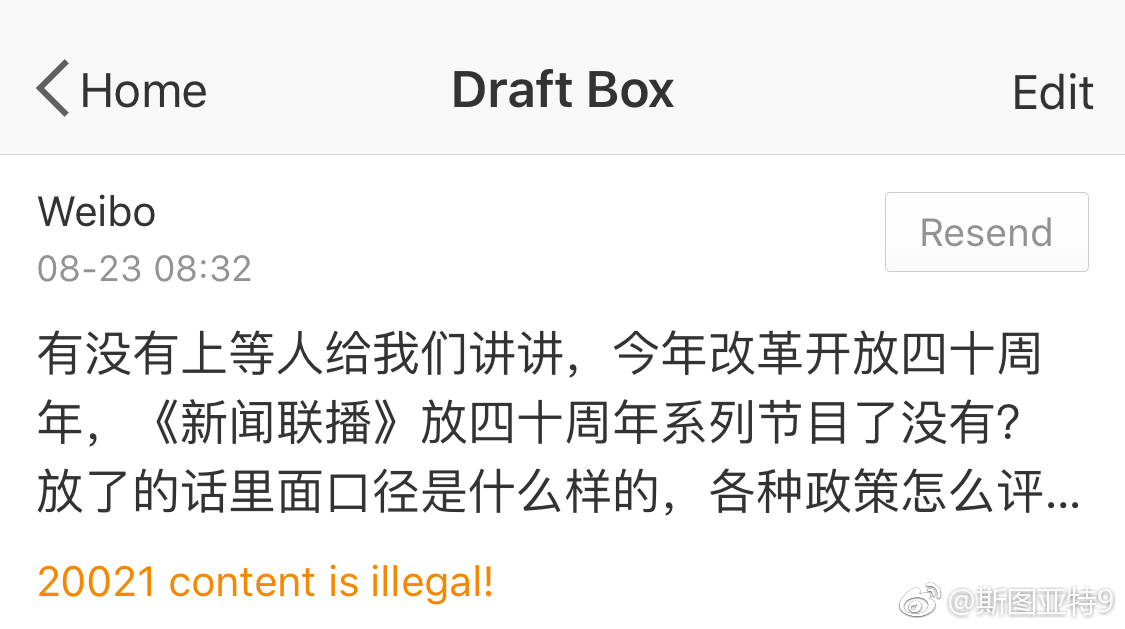 Home
Draft Box
Edit
Weibo
Resend
08-23 08:32
有没有上等人给我们讲讲，今年改革开放四十周
年，《新闻联播》放四十周年系列节目了没有？
放了的话里面口径是什么样的，各种政策怎么评...
20021 content is illegal!
@斯图亚特9